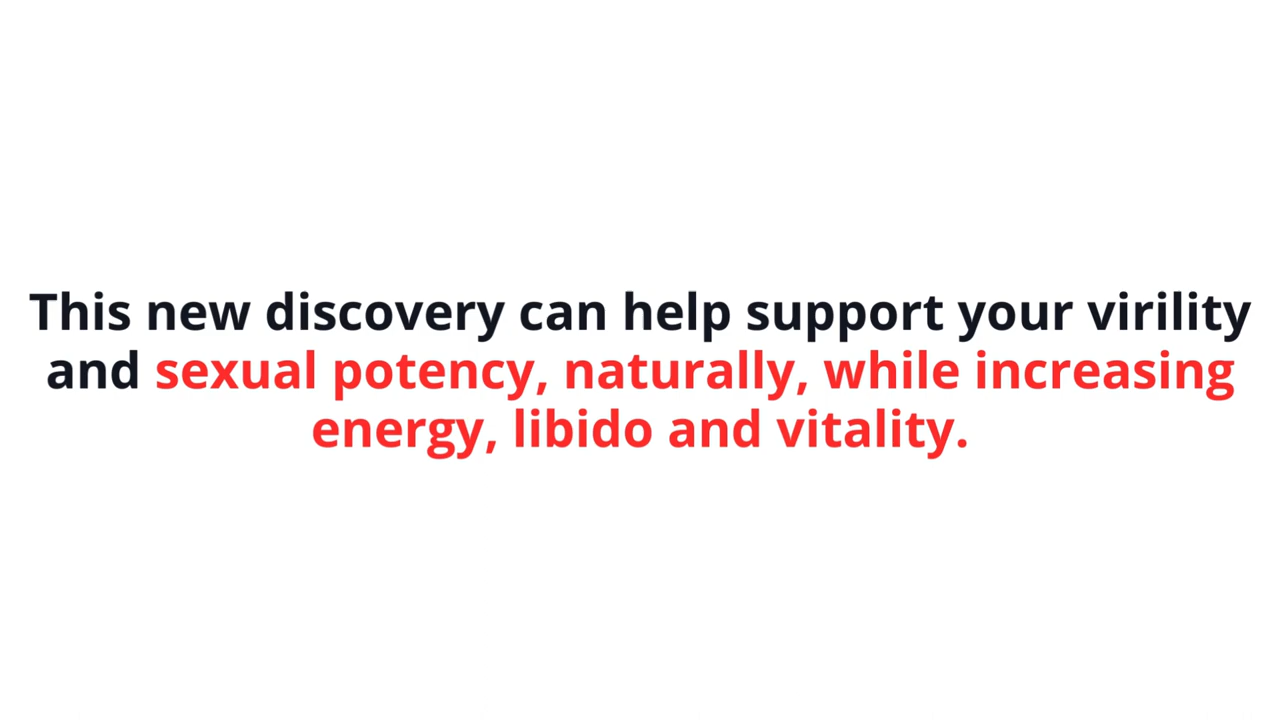 This new discovery can help support your virility
and sexual potency, naturally, while increasing
energy, libido and vitality.